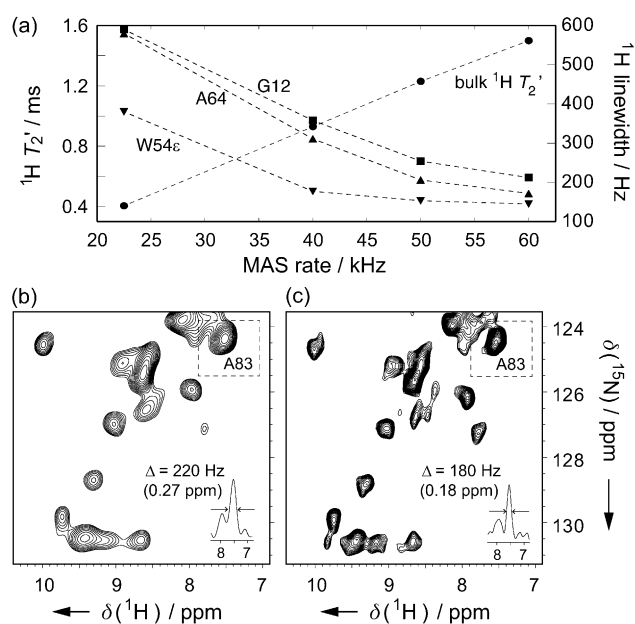 (a)
1.6
1.2
0.8
0.4
¹H T₂' / ms
600
500
400
300
200
100
¹H linewidth / Hz
G12
A64
W54ε
bulk ¹H T₂'
20 25 30 35 40 45 50 55 60
MAS rate / kHz
(b)
A83
Δ = 220 Hz
(0.27 ppm)
8 7
10 9 8 7
δ(¹H) / ppm
(c)
A83
Δ = 180 Hz
(0.18 ppm)
8 7
10 9 8 7
δ(¹H) / ppm
124
126
128
130
δ(¹⁵N) / ppm